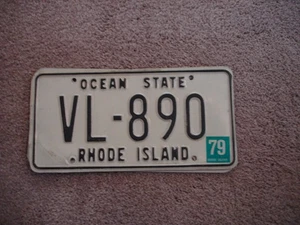 OCEAN STATE
VL-890
79
RHODE ISLAND